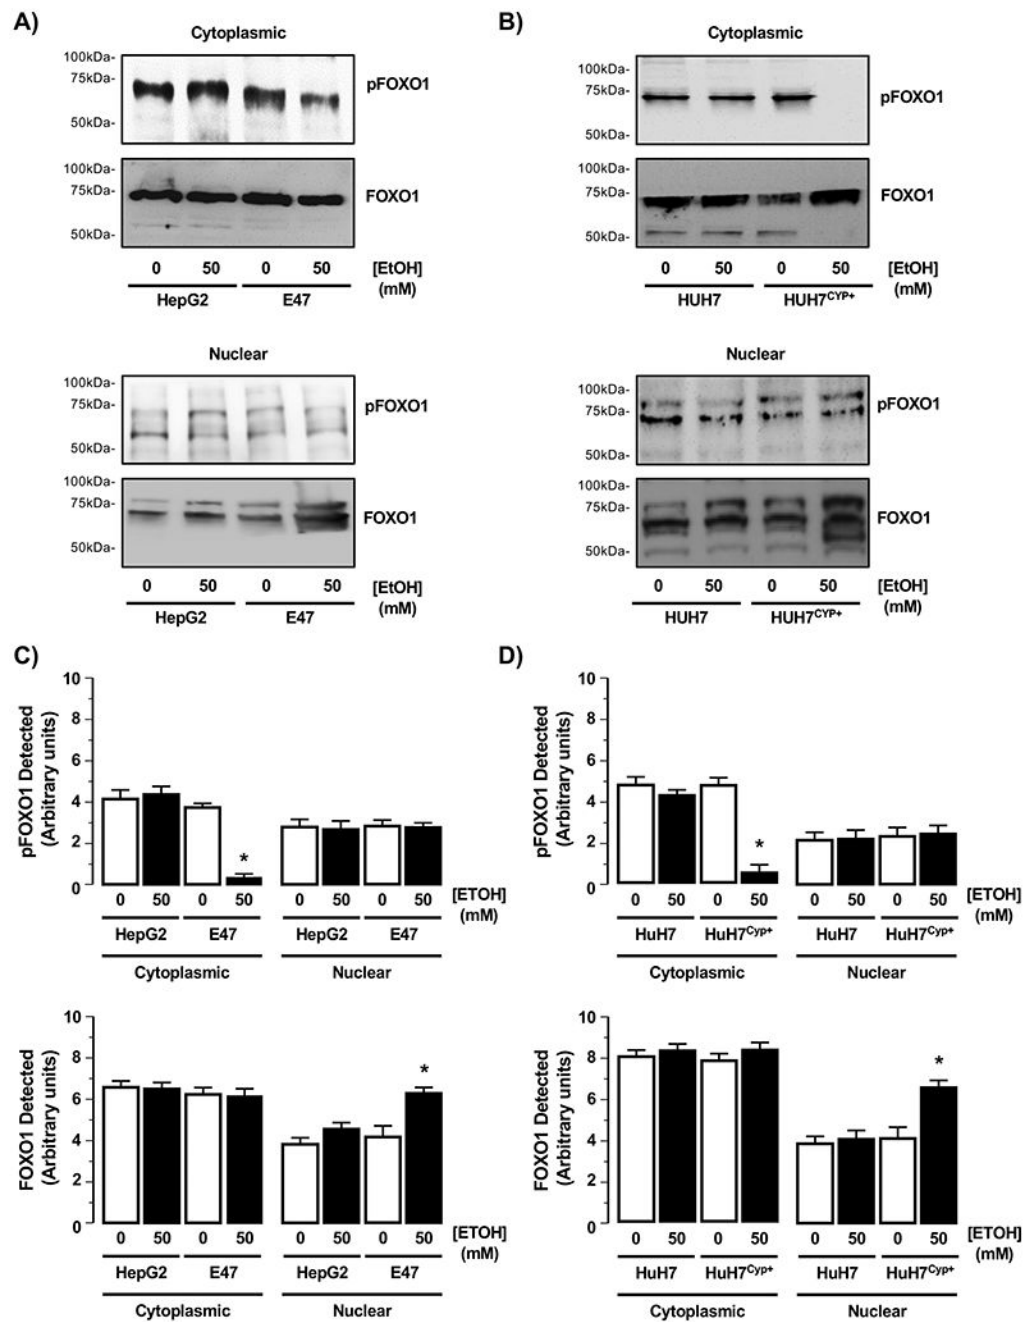 A)
Cytoplasmic
100kDa-
75kDa-
pFOXO1
50kDa-
100kDa-
75kDa-
FOXO1
50kDa-
0 50 0 50 [EtOH]
(mM)
HepG2 E47
Nuclear
100kDa-
75kDa-
pFOXO1
50kDa-
100kDa-
75kDa-
FOXO1
50kDa-
0 50 0 50 [EtOH]
(mM)
HepG2 E47
B)
Cytoplasmic
100kDa-
75kDa-
pFOXO1
50kDa-
100kDa-
75kDa-
FOXO1
50kDa-
0 50 0 50 [EtOH]
(mM)
HUH7 HUH7CYP+
Nuclear
100kDa-
75kDa-
pFOXO1
50kDa-
100kDa-
75kDa-
FOXO1
50kDa-
0 50 0 50 [EtOH]
(mM)
HUH7 HUH7CYP+
C)
pFOXO1 Detected
(Arbitrary units)
10
8
6
4
2
0
*
0 50 0 50 0 50 0 50 [ETOH]
(mM)
HepG2 E47 HepG2 E47
Cytoplasmic Nuclear
FOXO1 Detected
(Arbitrary units)
10
8
6
4
2
0
*
0 50 0 50 0 50 0 50 [ETOH]
(mM)
HepG2 E47 HepG2 E47
Cytoplasmic Nuclear
D)
pFOXO1 Detected
(Arbitrary units)
10
8
6
4
2
0
*
0 50 0 50 0 50 0 50 [ETOH]
(mM)
HuH7 HuH7Cyp+ HuH7 HuH7Cyp+
Cytoplasmic Nuclear
FOXO1 Detected
(Arbitrary units)
10
8
6
4
2
0
*
0 50 0 50 0 50 0 50 [ETOH]
(mM)
HuH7 HuH7Cyp+ HuH7 HuH7Cyp+
Cytoplasmic Nuclear